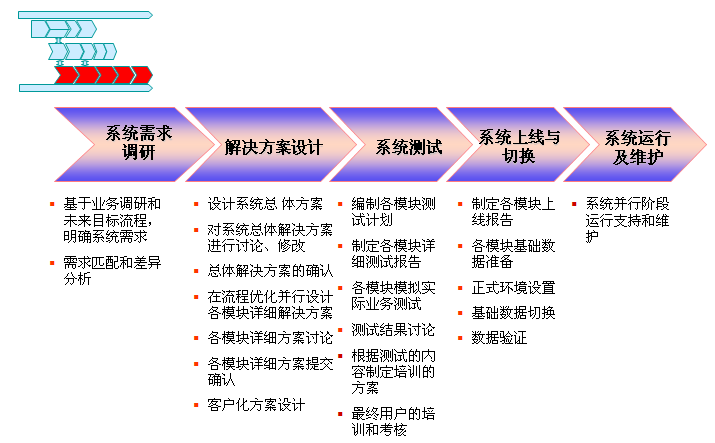 系统需求
调研
解决方案设计
系统测试
系统上线与
切换
系统运行
及维护
基于业务调研和
未来目标流程，
明确系统需求
需求匹配和差异
分析
设计系统总 体方案
对系统总体解决方案
进行讨论、修改
总体解决方案的确认
在流程优化并行设计
各模块详细解决方案
各模块详细方案讨论
各模块详细方案提交
确认
客户化方案设计
编制各模块测
试计划
制定各模块详
细测试报告
各模块模拟实
际业务测试
测试结果讨论
根据测试的内
容制定培训的
方案
最终用户的培
训和考核
制定各模块上
线报告
各模块基础数
据准备
正式环境设置
基础数据切换
数据验证
系统并行阶段
运行支持和维
护